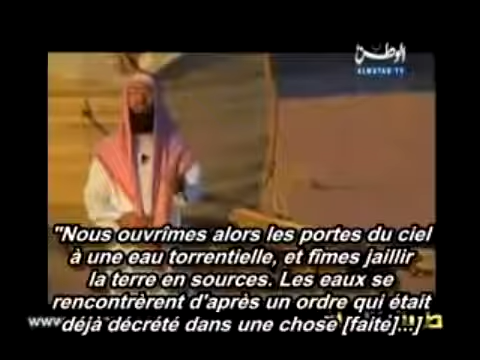 الوطن
ALWATAN TV
"Nous ouvrîmes alors les portes du ciel
à une eau torrentielle, et fîmes jaillir
la terre en sources. Les eaux se
rencontrèrent d'après un ordre qui était
déjà décrété dans une chose [faite]...]
www.